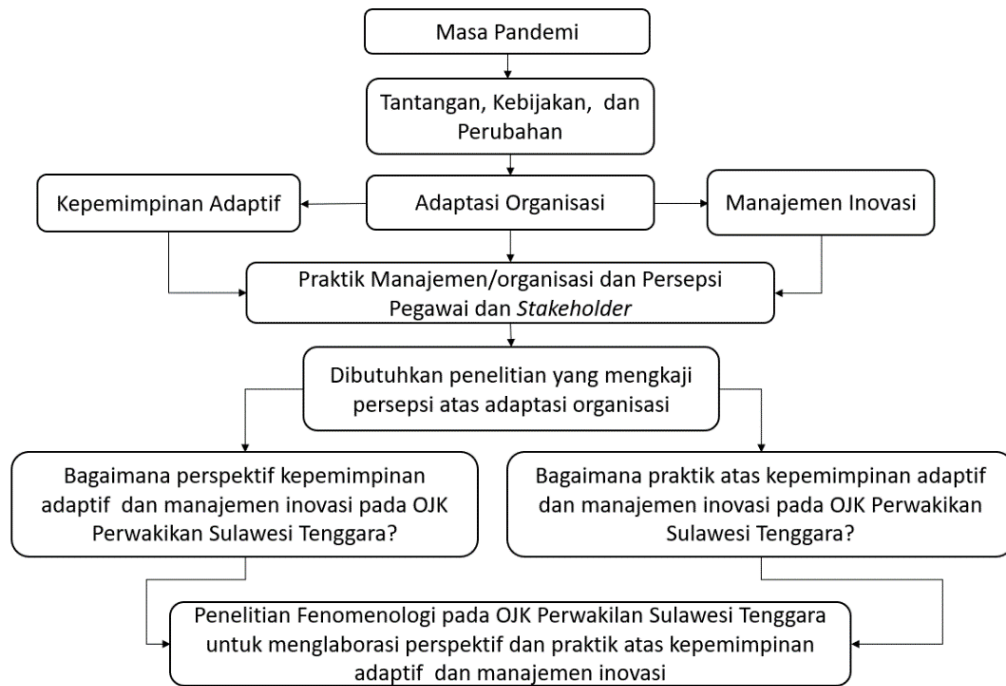 Masa Pandemi
Tantangan, Kebijakan, dan
Perubahan
Kepemimpinan Adaptif
Adaptasi Organisasi
Manajemen Inovasi
Praktik Manajemen/organisasi dan Persepsi
Pegawai dan Stakeholder
Dibutuhkan penelitian yang mengkaji
persepsi atas adaptasi organisasi
Bagaimana perspektif kepemimpinan
adaptif dan manajemen inovasi pada OJK
Perwakikan Sulawesi Tenggara?
Bagaimana praktik atas kepemimpinan adaptif
dan manajemen inovasi pada OJK Perwakikan
Sulawesi Tenggara?
Penelitian Fenomenologi pada OJK Perwakilan Sulawesi Tenggara
untuk menglaborasi perspektif dan praktik atas kepemimpinan
adaptif dan manajemen inovasi